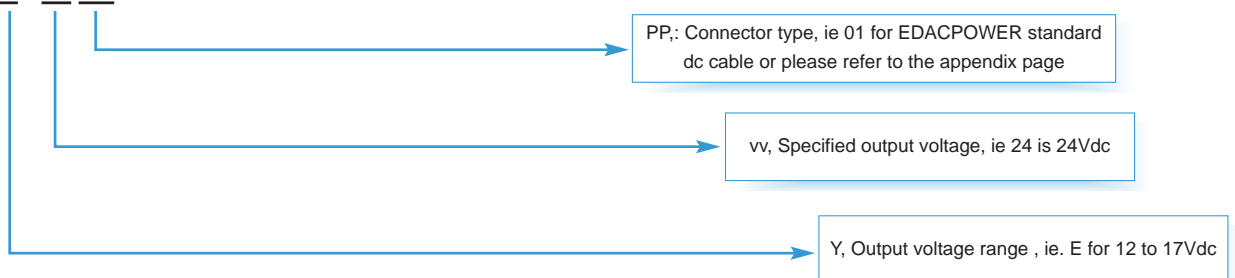 PP,: Connector type, ie 01 for EDACPOWER standard
dc cable or please refer to the appendix page
vv, Specified output voltage, ie 24 is 24Vdc
Y, Output voltage range , ie. E for 12 to 17Vdc